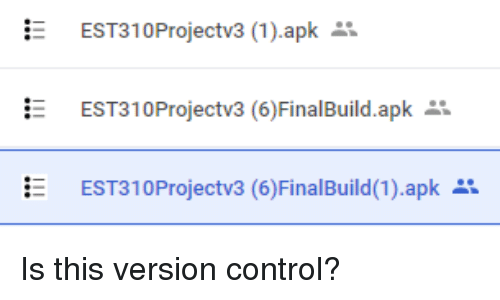 EST310Projectv3 (1).apk
EST310Projectv3 (6)FinalBuild.apk
EST310Projectv3 (6)FinalBuild(1).apk
Is this version control?